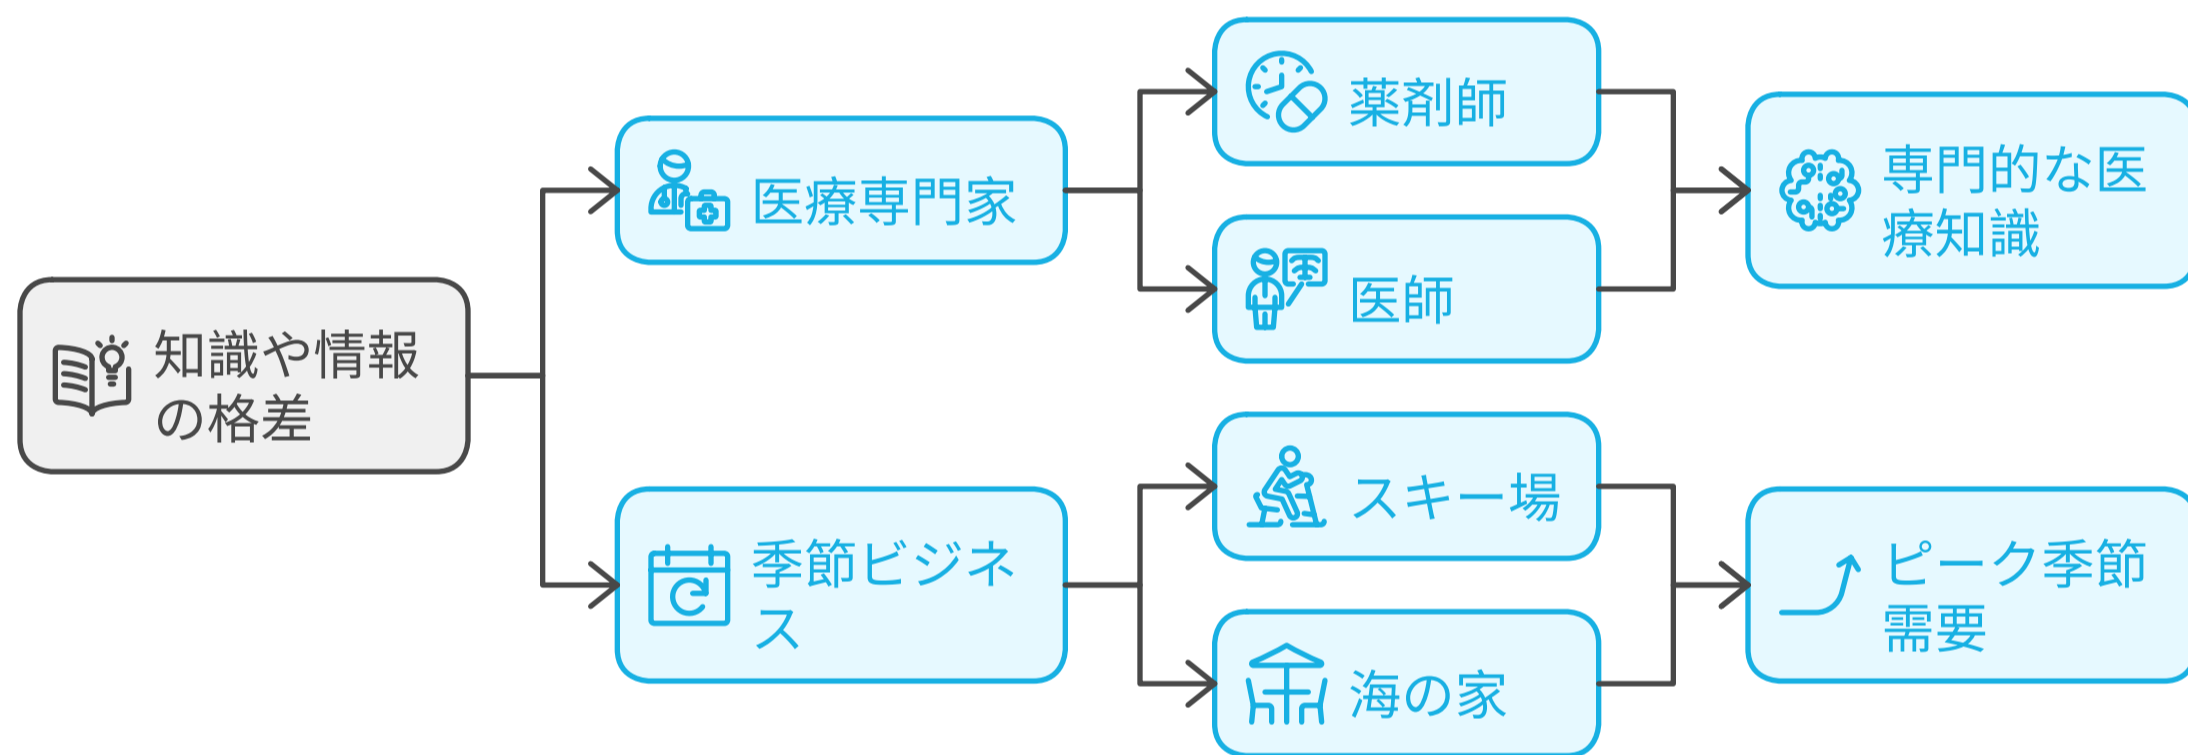 知識や情報
の格差
医療専門家
季節ビジネ
ス
薬剤師
医師
スキー場
海の家
専門的な医
療知識
ピーク季節
需要